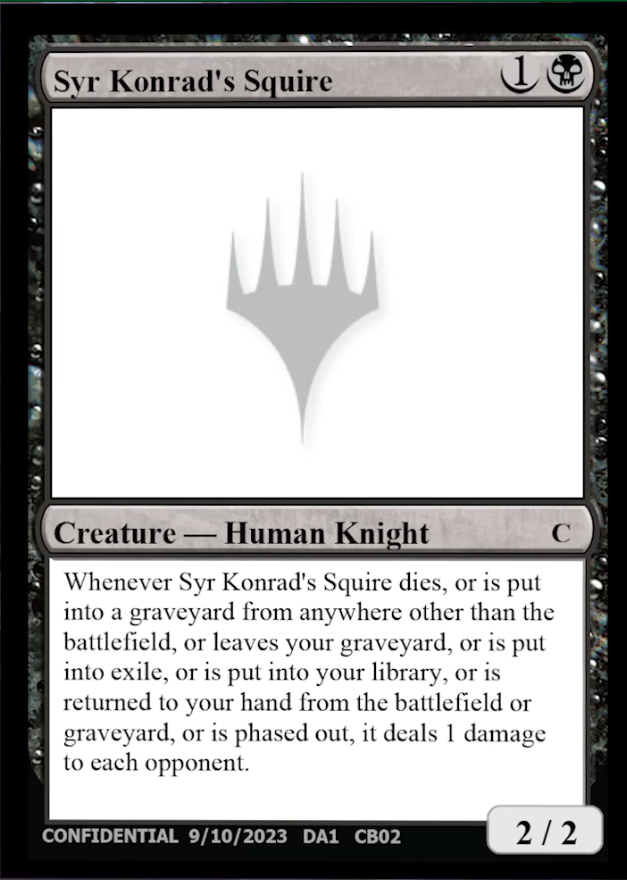 Syr Konrad's Squire 1
Creature — Human Knight C
Whenever Syr Konrad's Squire dies, or is put
into a graveyard from anywhere other than the
battlefield, or leaves your graveyard, or is put
into exile, or is put into your library, or is
returned to your hand from the battlefield or
graveyard, or is phased out, it deals 1 damage
to each opponent.
CONFIDENTIAL 9/10/2023 DA1 CB02
2 / 2